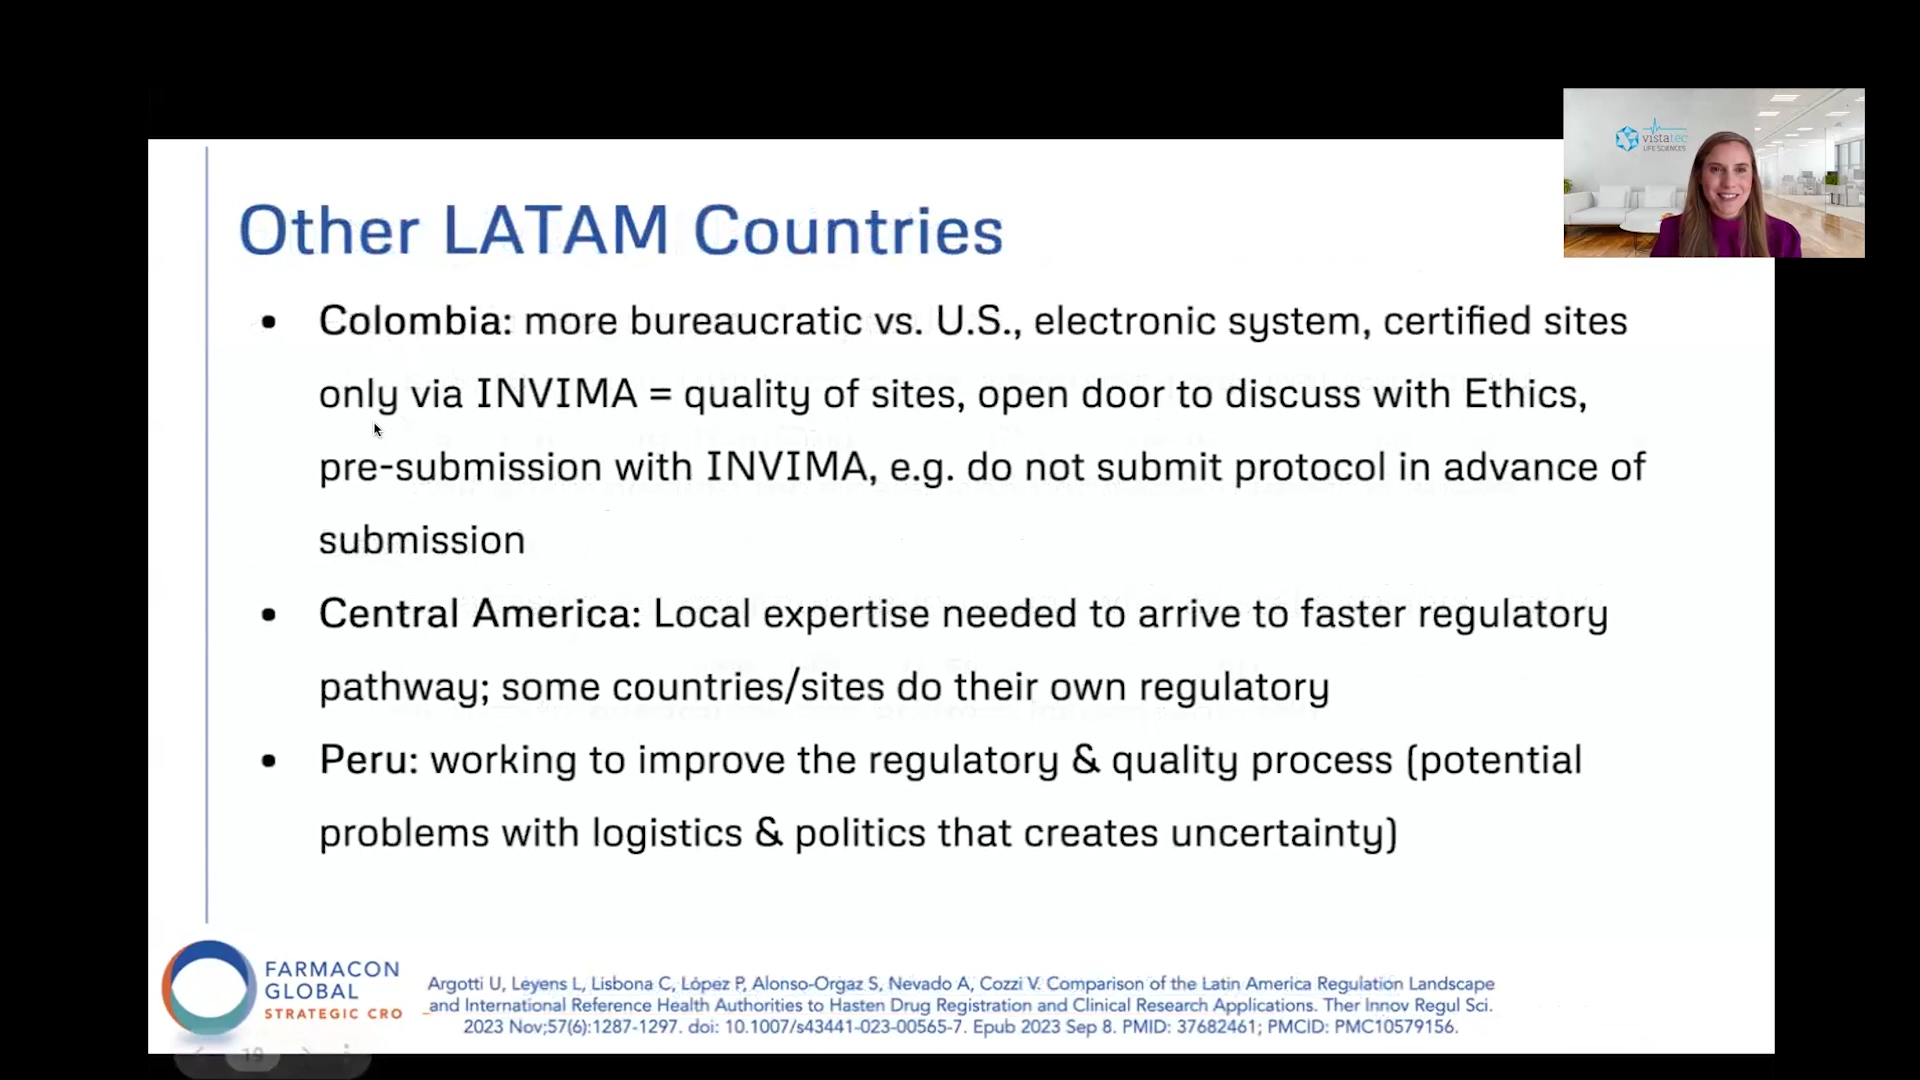 vistatec
LIFE SCIENCES
Other LATAM Countries
• Colombia: more bureaucratic vs. U.S., electronic system, certified sites
only via INVIMA = quality of sites, open door to discuss with Ethics,
pre-submission with INVIMA, e.g. do not submit protocol in advance of
submission
• Central America: Local expertise needed to arrive to faster regulatory
pathway; some countries/sites do their own regulatory
• Peru: working to improve the regulatory & quality process (potential
problems with logistics & politics that creates uncertainty)
FARMACON
GLOBAL
STRATEGIC CRO
Argotti U, Leyens L, Lisbona C, López P, Alonso-Orgaz S, Nevado A, Cozzi V. Comparison of the Latin America Regulation Landscape
and International Reference Health Authorities to Hasten Drug Registration and Clinical Research Applications. Ther Innov Regul Sci.
2023 Nov;57(6):1287-1297. doi: 10.1007/s43441-023-00565-7. Epub 2023 Sep 8. PMID: 37682461; PMCID: PMC10579156.
19